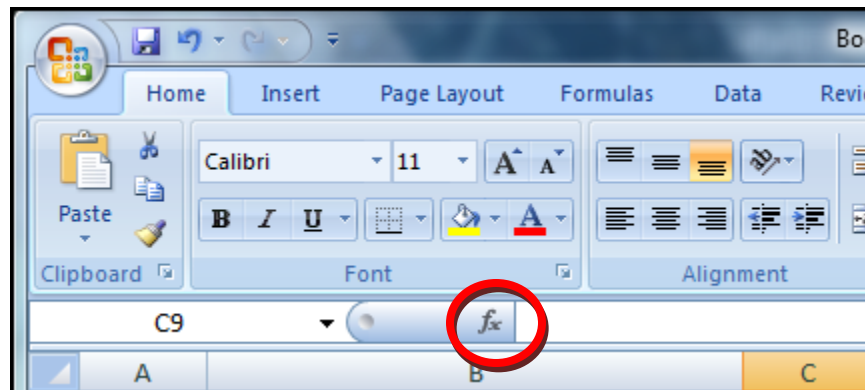 Bo
Home Insert Page Layout Formulas Data Revi
Calibri 11 A A
Paste
B I U A
Clipboard Font Alignment
C9 fx
A B C